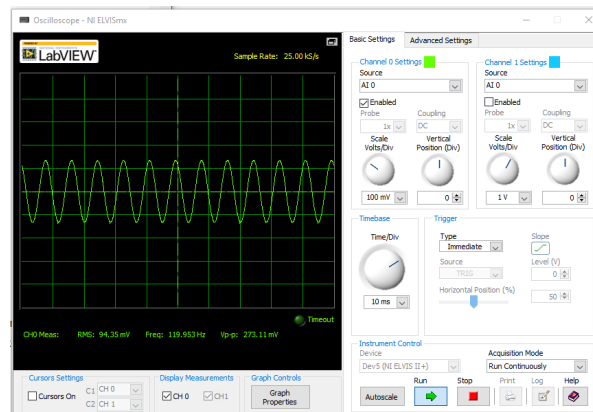 Oscilloscope - NI ELVISmx
LabVIEW
Sample Rate: 25.00 kS/s
Timeout
CH0 Meas: RMS: 94.35 mV Freq: 119.953 Hz Vp-p: 273.11 mV
Cursors Settings
Cursors On
C1 CH 0
C2 CH 1
Display Measurements
CH 0 CH1
Graph Controls
Graph
Properties
Basic Settings Advanced Settings
Channel 0 Settings
Source
AI 0
Enabled
Probe Coupling
1x DC
Scale Vertical
Volts/Div Position (Div)
100 mV 0
Channel 1 Settings
Source
AI 0
Enabled
Probe Coupling
1x DC
Scale Vertical
Volts/Div Position (Div)
1 V 0
Timebase
Time/Div
10 ms
Trigger
Type Slope
Immediate
Source Level (V)
TRIG 0
Horizontal Position (%)
50
Instrument Control
Device Acquisition Mode
Dev5 (NI ELVIS II+) Run Continuously
Run Stop Print Log Help
Autoscale